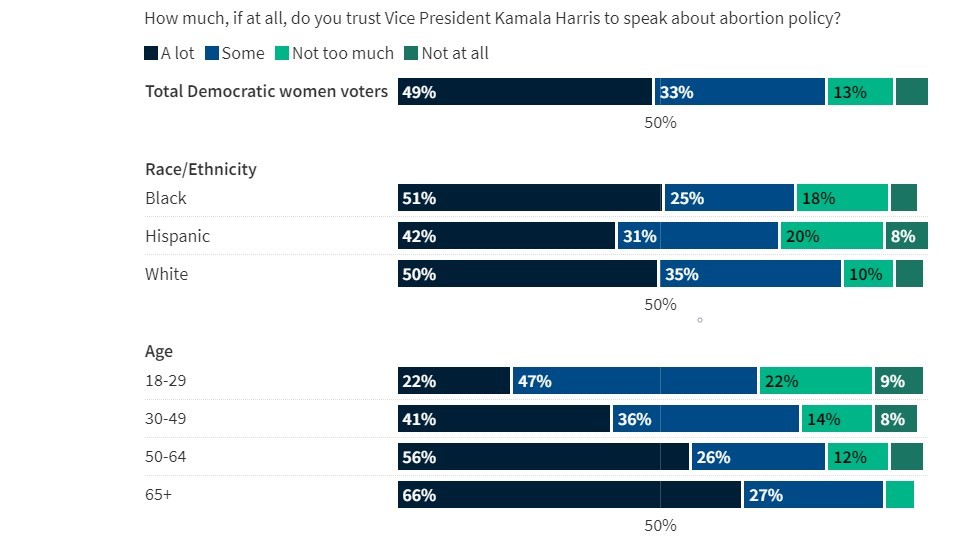 How much, if at all, do you trust Vice President Kamala Harris to speak about abortion policy?
A lot Some Not too much Not at all
Total Democratic women voters 49% 33% 13%
50%
Race/Ethnicity
Black 51% 25% 18%
Hispanic 42% 31% 20% 8%
White 50% 35% 10%
50%
Age
18-29 22% 47% 22% 9%
30-49 41% 36% 14% 8%
50-64 56% 26% 12%
65+ 66% 27%
50%